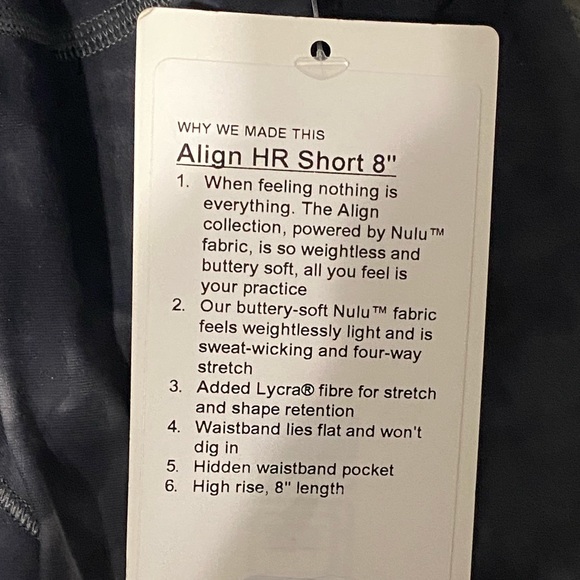 WHY WE MADE THIS
Align HR Short 8"
1. When feeling nothing is
everything. The Align
collection, powered by Nulu™
fabric, is so weightless and
buttery soft, all you feel is
your practice
2. Our buttery-soft Nulu™ fabric
feels weightlessly light and is
sweat-wicking and four-way
stretch
3. Added Lycra® fibre for stretch
and shape retention
4. Waistband lies flat and won't
dig in
5. Hidden waistband pocket
6. High rise, 8" length